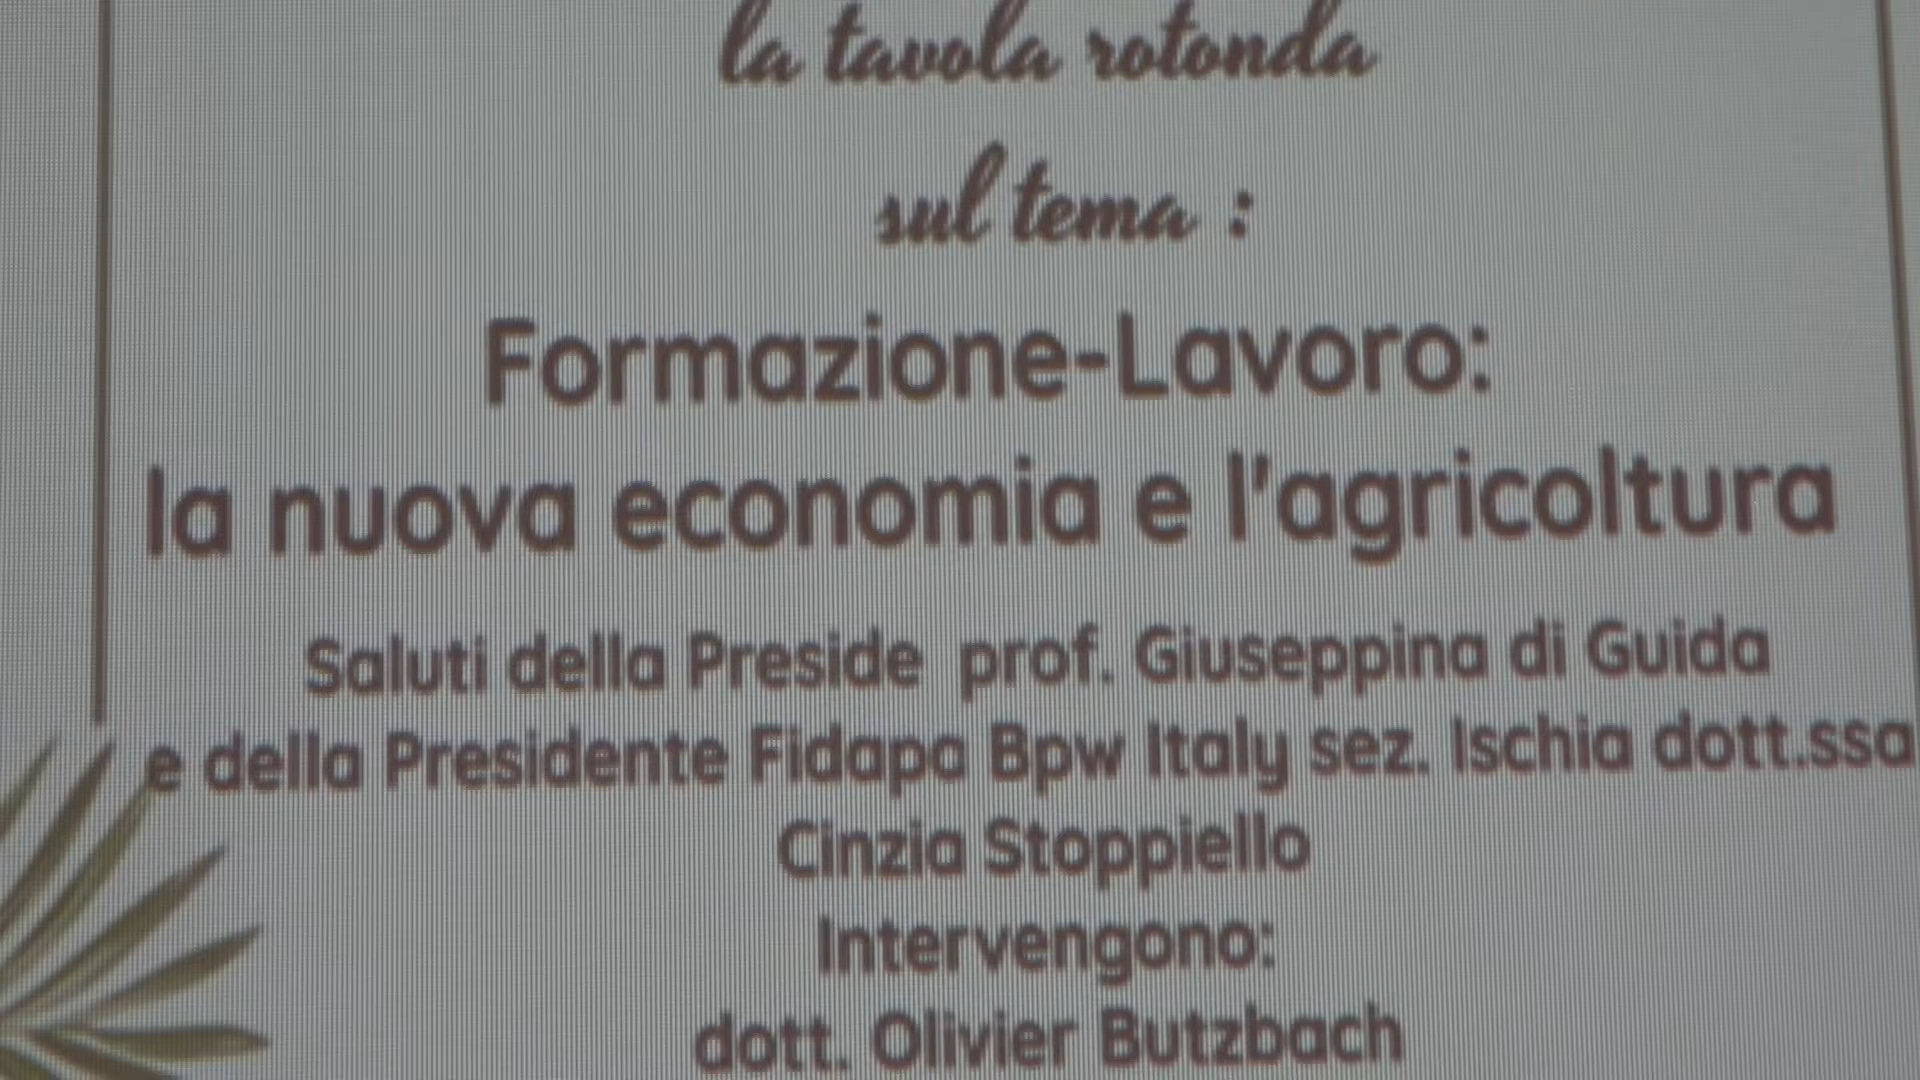 la tavola rotonda
sul tema :
Formazione-Lavoro:
la nuova economia e l'agricoltura
Saluti della Preside prof. Giuseppina di Guida
e della Presidente Fidapa Bpw Italy sez. Ischia dott.ssa
Cinzia Stoppiello
Intervengono:
dott. Olivier Butzbach